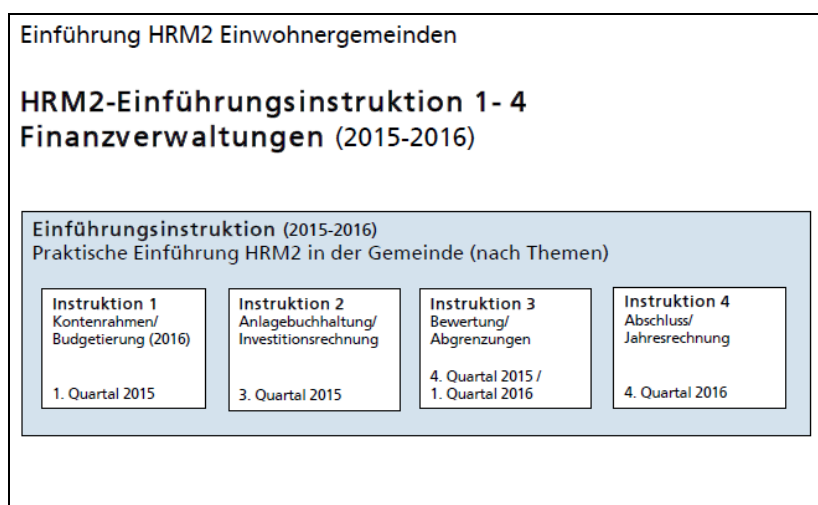 Einführung HRM2 Einwohnergemeinden
HRM2-Einführungsinstruktion 1- 4
Finanzverwaltungen (2015-2016)
Einführungsinstruktion (2015-2016)
Praktische Einführung HRM2 in der Gemeinde (nach Themen)
Instruktion 1
Kontenrahmen/
Budgetierung (2016)
1. Quartal 2015
Instruktion 2
Anlagebuchhaltung/
Investitionsrechnung
3. Quartal 2015
Instruktion 3
Bewertung/
Abgrenzungen
4. Quartal 2015 /
1. Quartal 2016
Instruktion 4
Abschluss/
Jahresrechnung
4. Quartal 2016